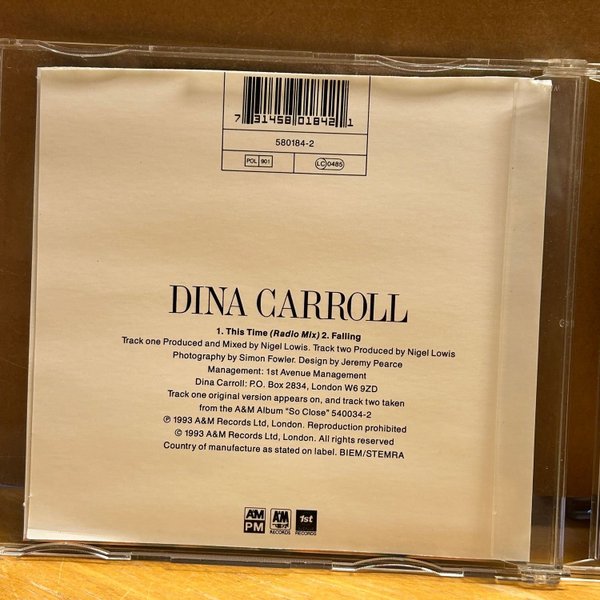 7 31458 01842 1
580184-2
POL 901 LC 0485
DINA CARROLL
1. This Time (Radio Mix) 2. Falling
Track one Produced and Mixed by Nigel Lowis. Track two Produced by Nigel Lowis
Photography by Simon Fowler. Design by Jeremy Pearce
Management: 1st Avenue Management
Dina Carroll: P.O. Box 2834, London W6 9ZD
Track one original version appears on, and track two taken
from the A&M Album “So Close” 540034-2
Ⓟ 1993 A&M Records Ltd, London. Reproduction prohibited
© 1993 A&M Records Ltd, London. All rights reserved
Country of manufacture as stated on label. BIEM/STEMRA
A&M PM A&M RECORDS 1st RECORDS